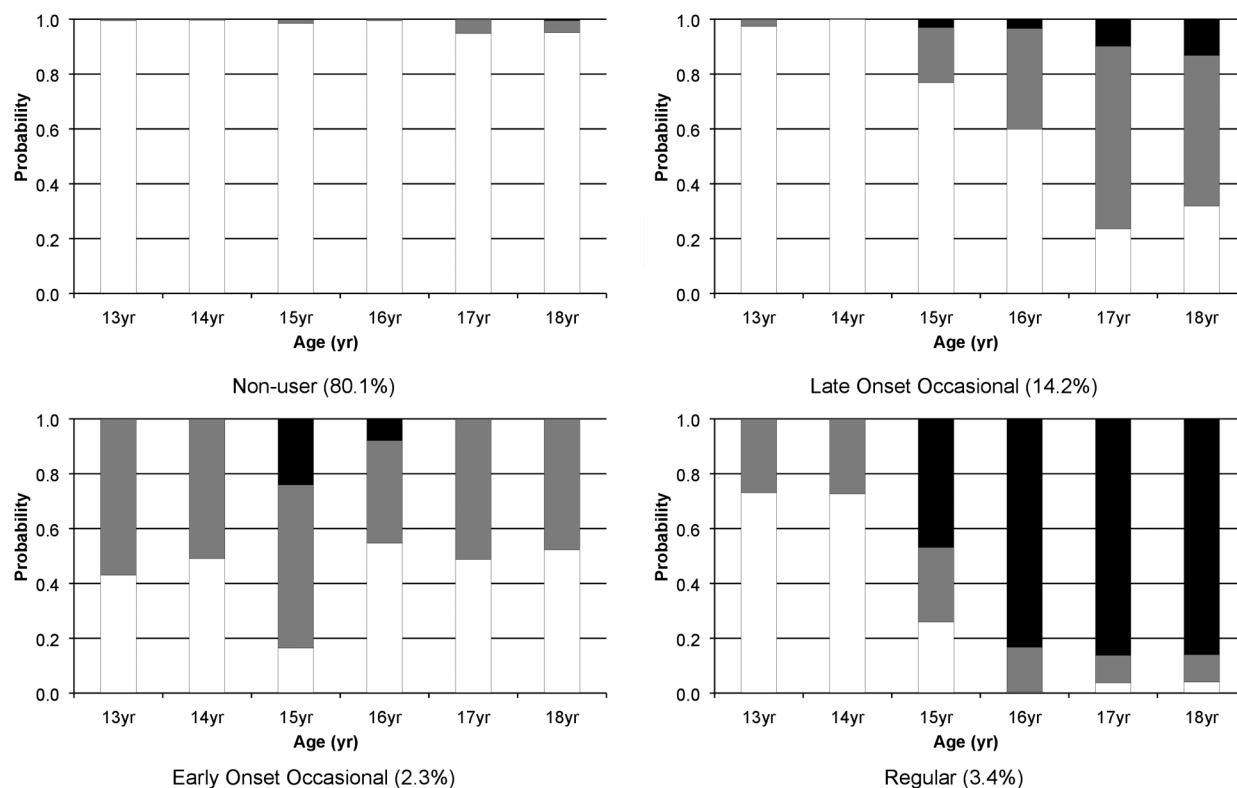 1.0
0.8
0.6
0.4
0.2
0.0
Probability
13yr 14yr 15yr 16yr 17yr 18yr
Age (yr)
Non-user (80.1%)
1.0
0.8
0.6
0.4
0.2
0.0
Probability
13yr 14yr 15yr 16yr 17yr 18yr
Age (yr)
Late Onset Occasional (14.2%)
1.0
0.8
0.6
0.4
0.2
0.0
Probability
13yr 14yr 15yr 16yr 17yr 18yr
Age (yr)
Early Onset Occasional (2.3%)
1.0
0.8
0.6
0.4
0.2
0.0
Probability
13yr 14yr 15yr 16yr 17yr 18yr
Age (yr)
Regular (3.4%)